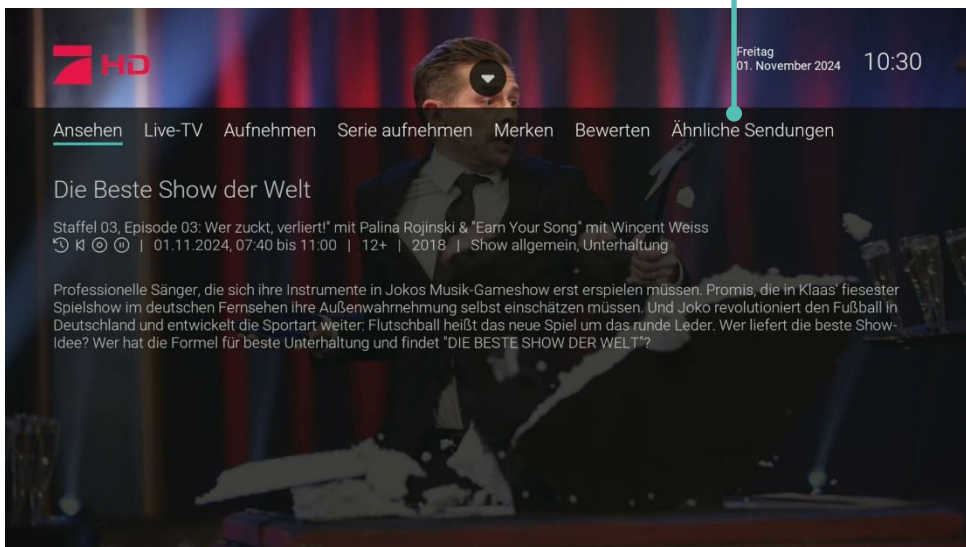 HD
Freitag
01. November 2024
10:30
Ansehen Live-TV Aufnehmen Serie aufnehmen Merken Bewerten Ähnliche Sendungen
Die Beste Show der Welt
Staffel 03, Episode 03: Wer zuckt, verliert!" mit Palina Rojinski & "Earn Your Song" mit Wincent Weiss
| 01.11.2024, 07:40 bis 11:00 | 12+ | 2018 | Show allgemein, Unterhaltung
Professionelle Sänger, die sich ihre Instrumente in Jokos Musik-Gameshow erst erspielen müssen. Promis, die in Klaas' fiesester
Spielshow im deutschen Fernsehen ihre Außenwahrnehmung selbst einschätzen müssen. Und Joko revolutioniert den Fußball in
Deutschland und entwickelt die Sportart weiter: Flutschball heißt das neue Spiel um das runde Leder. Wer liefert die beste Show-
Idee? Wer hat die Formel für beste Unterhaltung und findet "DIE BESTE SHOW DER WELT"?